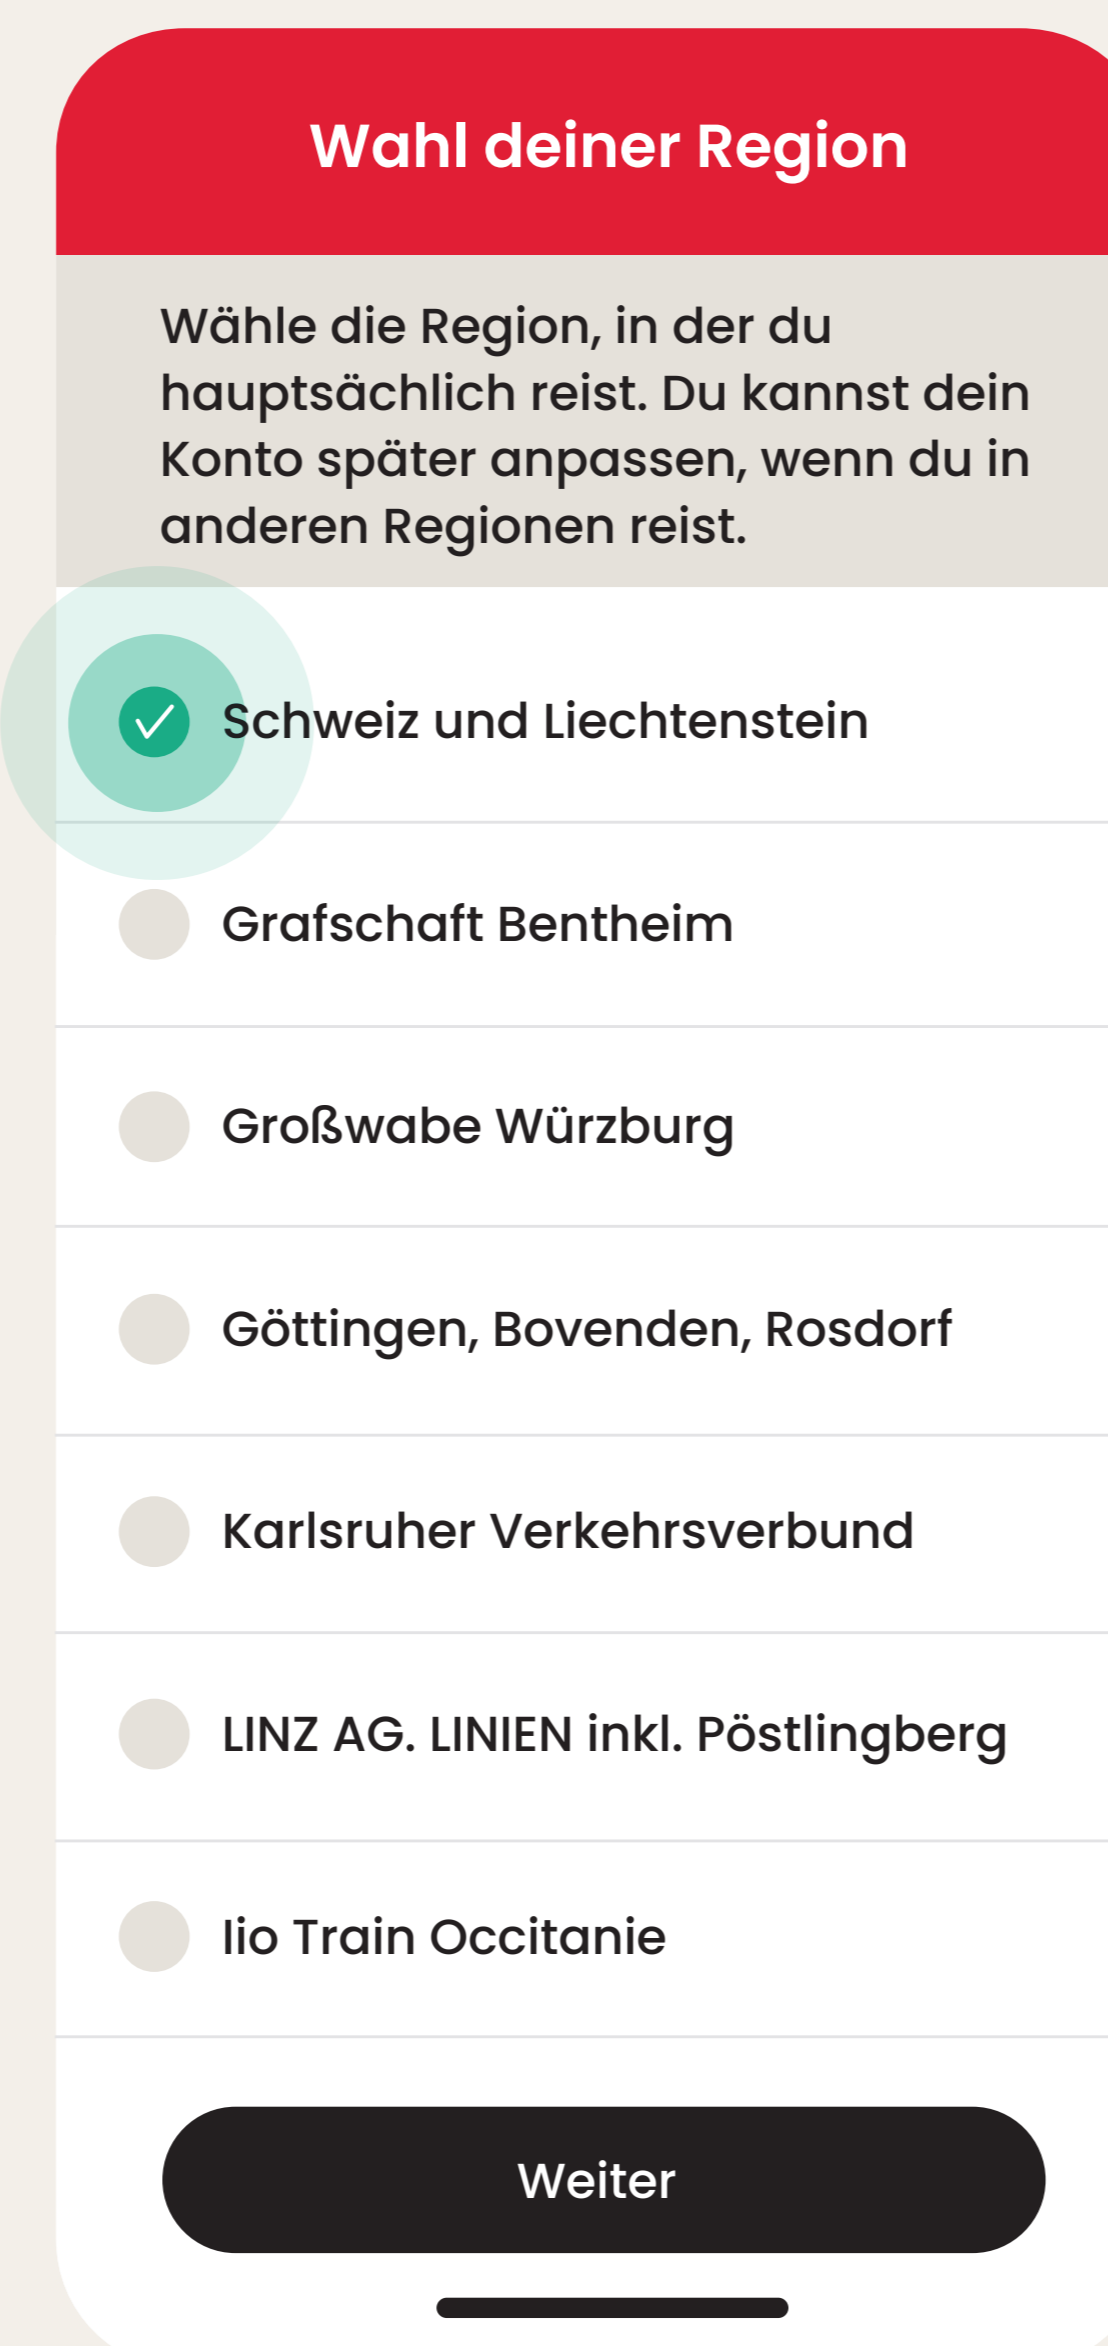 Wahl deiner Region
Wähle die Region, in der du
hauptsächlich reist. Du kannst dein
Konto später anpassen, wenn du in
anderen Regionen reist.
Schweiz und Liechtenstein
Grafschaft Bentheim
Großwabe Würzburg
Göttingen, Bovenden, Rosdorf
Karlsruher Verkehrsverbund
LINZ AG. LINIEN inkl. Pöstlingberg
lio Train Occitanie
Weiter